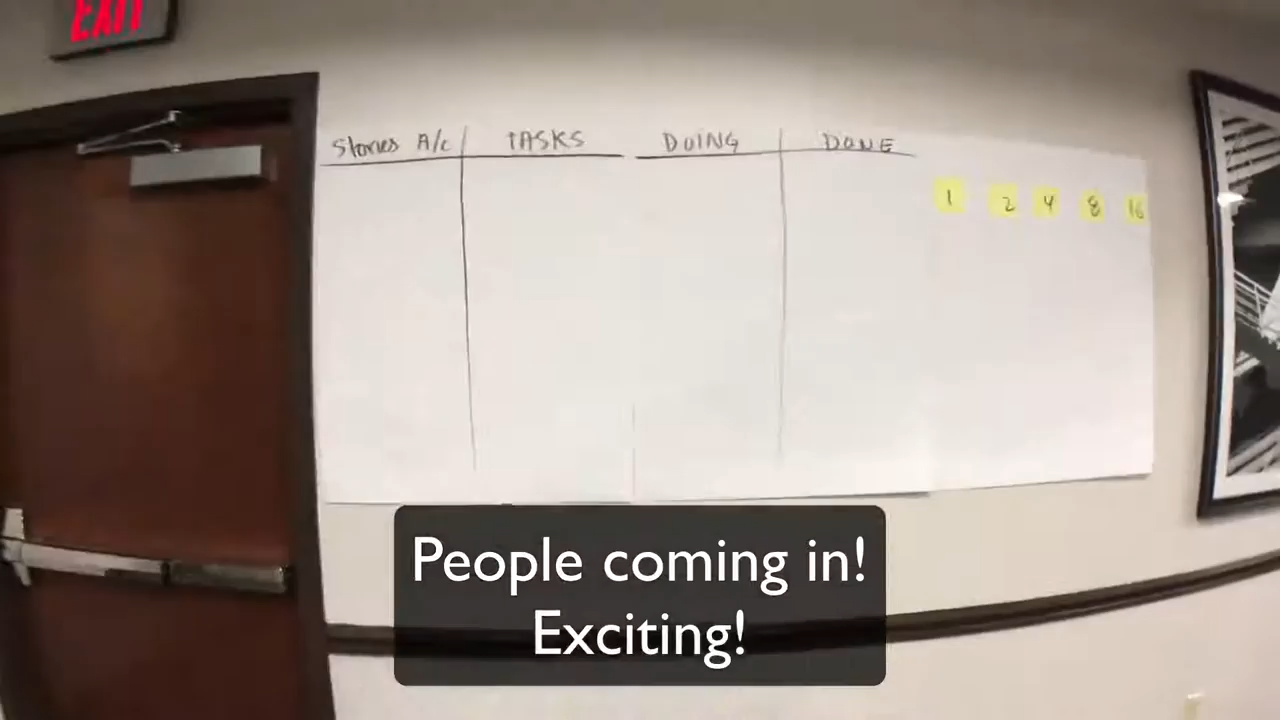 EXIT
Stories A/c TASKS DOING DONE
1 2 4 8 16
People coming in!
Exciting!